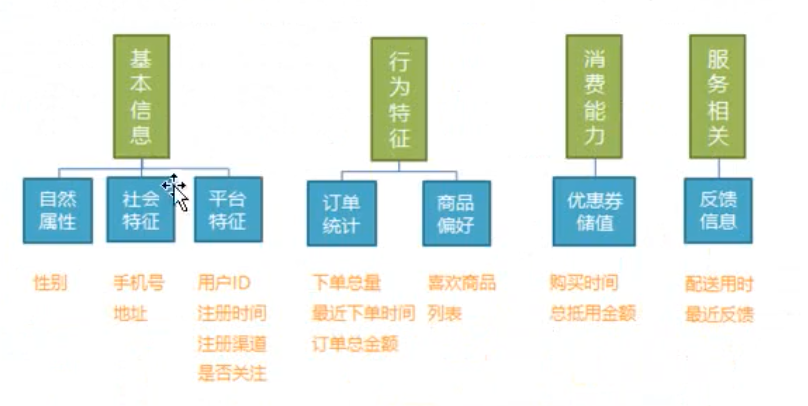 基本信息
行为特征
消费能力
服务相关
自然
属性
社会
特征
平台
特征
订单
统计
商品
偏好
优惠券
储值
反馈
信息
性别
手机号
地址
用户ID
注册时间
注册渠道
是否关注
下单总量
最近下单时间
订单总金额
喜欢商品
列表
购买时间
总抵用金额
配送用时
最近反馈